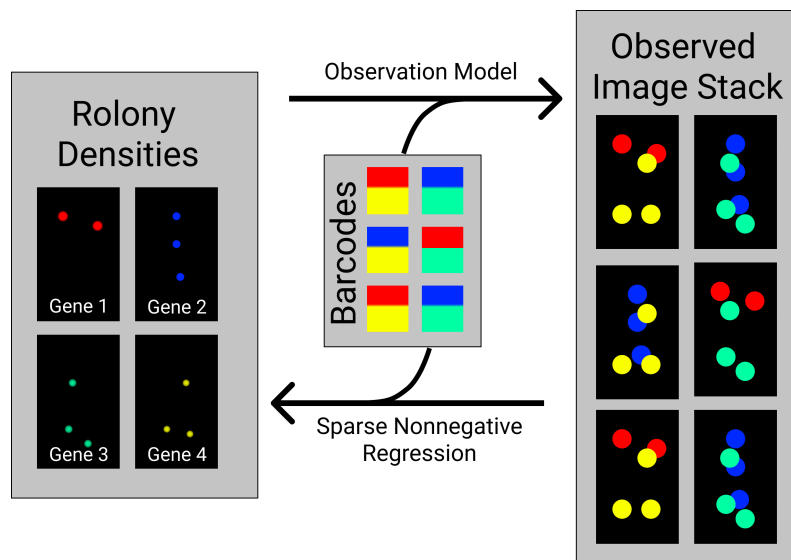 Rolony
Densities
Gene 1
Gene 2
Gene 3
Gene 4
Observation Model
Barcodes
Sparse Nonnegative
Regression
Observed
Image Stack